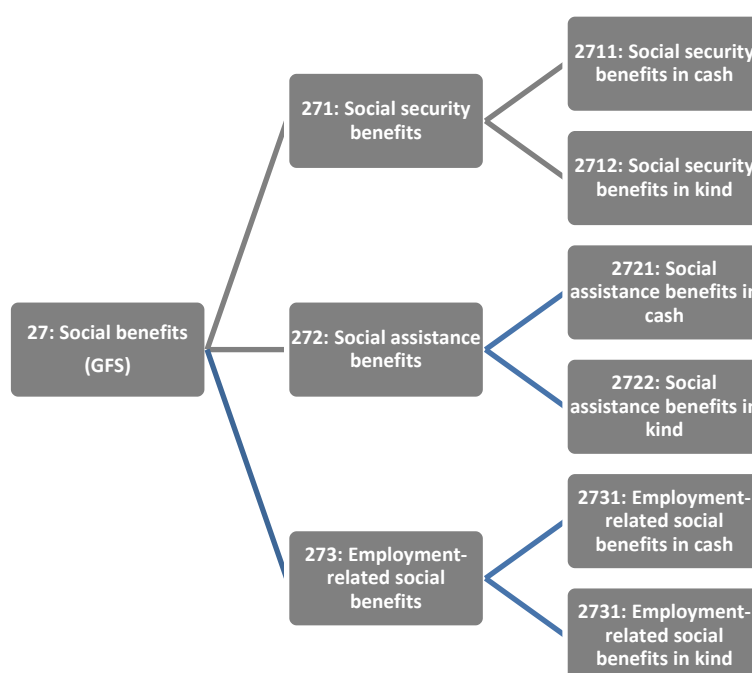 2711: Social security
benefits in cash
271: Social security
benefits
2712: Social security
benefits in kind
2721: Social
assistance benefits in
cash
27: Social benefits
(GFS)
272: Social assistance
benefits
2722: Social
assistance benefits in
kind
2731: Employment-
related social
benefits in cash
273: Employment-
related social
benefits
2731: Employment-
related social
benefits in kind